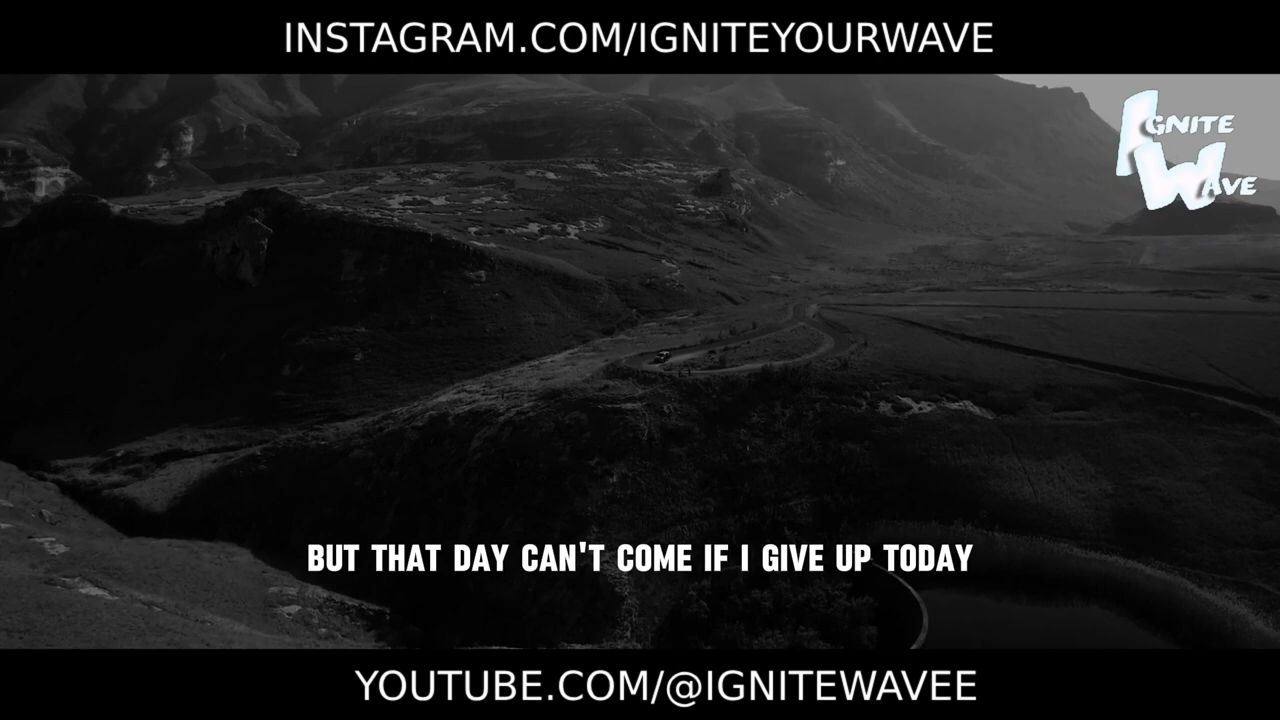 INSTAGRAM.COM/IGNITEYOURWAVE
IGNITE
WAVE
BUT THAT DAY CAN'T COME IF I GIVE UP TODAY
YOUTUBE.COM/@IGNITEWAVEE